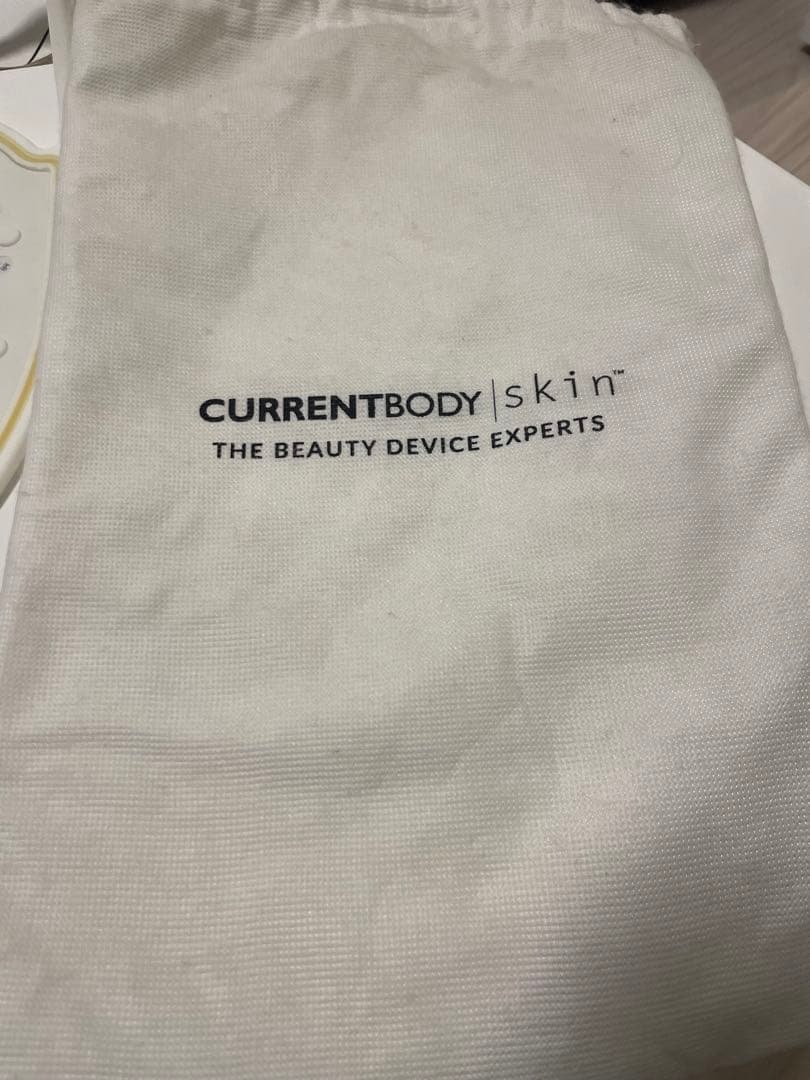 CURRENTBODY|skin™
THE BEAUTY DEVICE EXPERTS